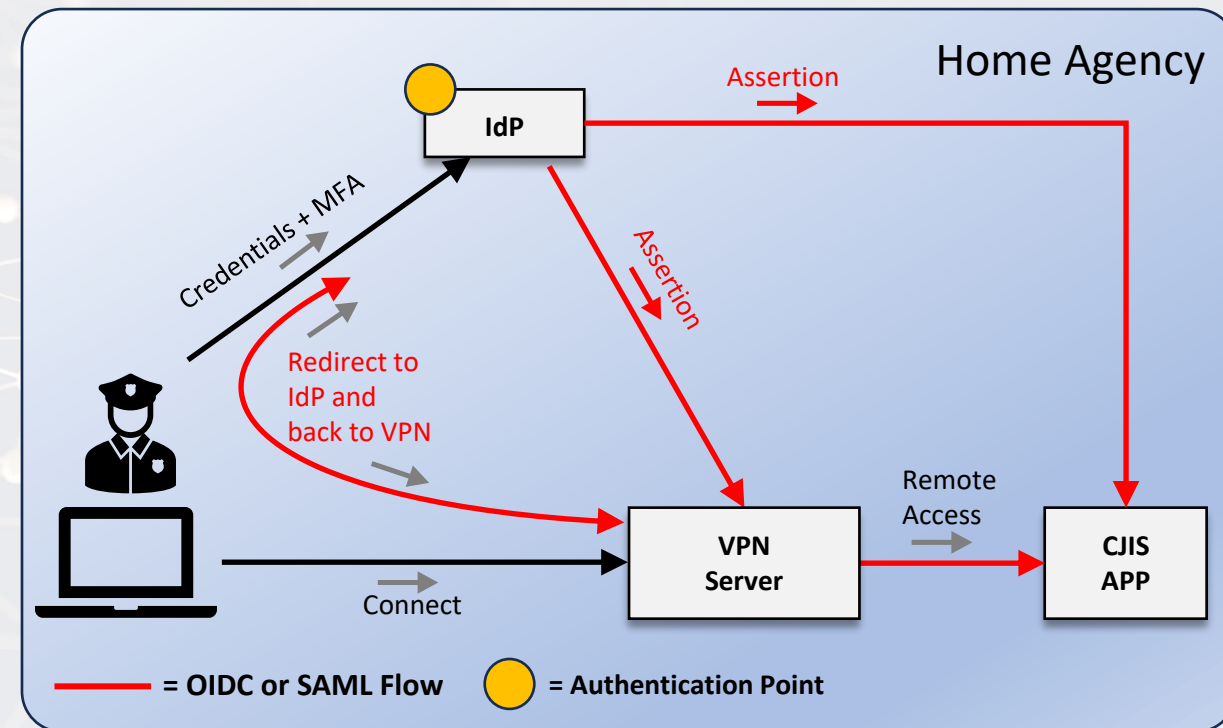 Home Agency
Assertion
IdP
Credentials + MFA
Assertion
Redirect to
IdP and
back to VPN
Remote
Access
VPN
Server
CJIS
APP
Connect
= OIDC or SAML Flow
= Authentication Point